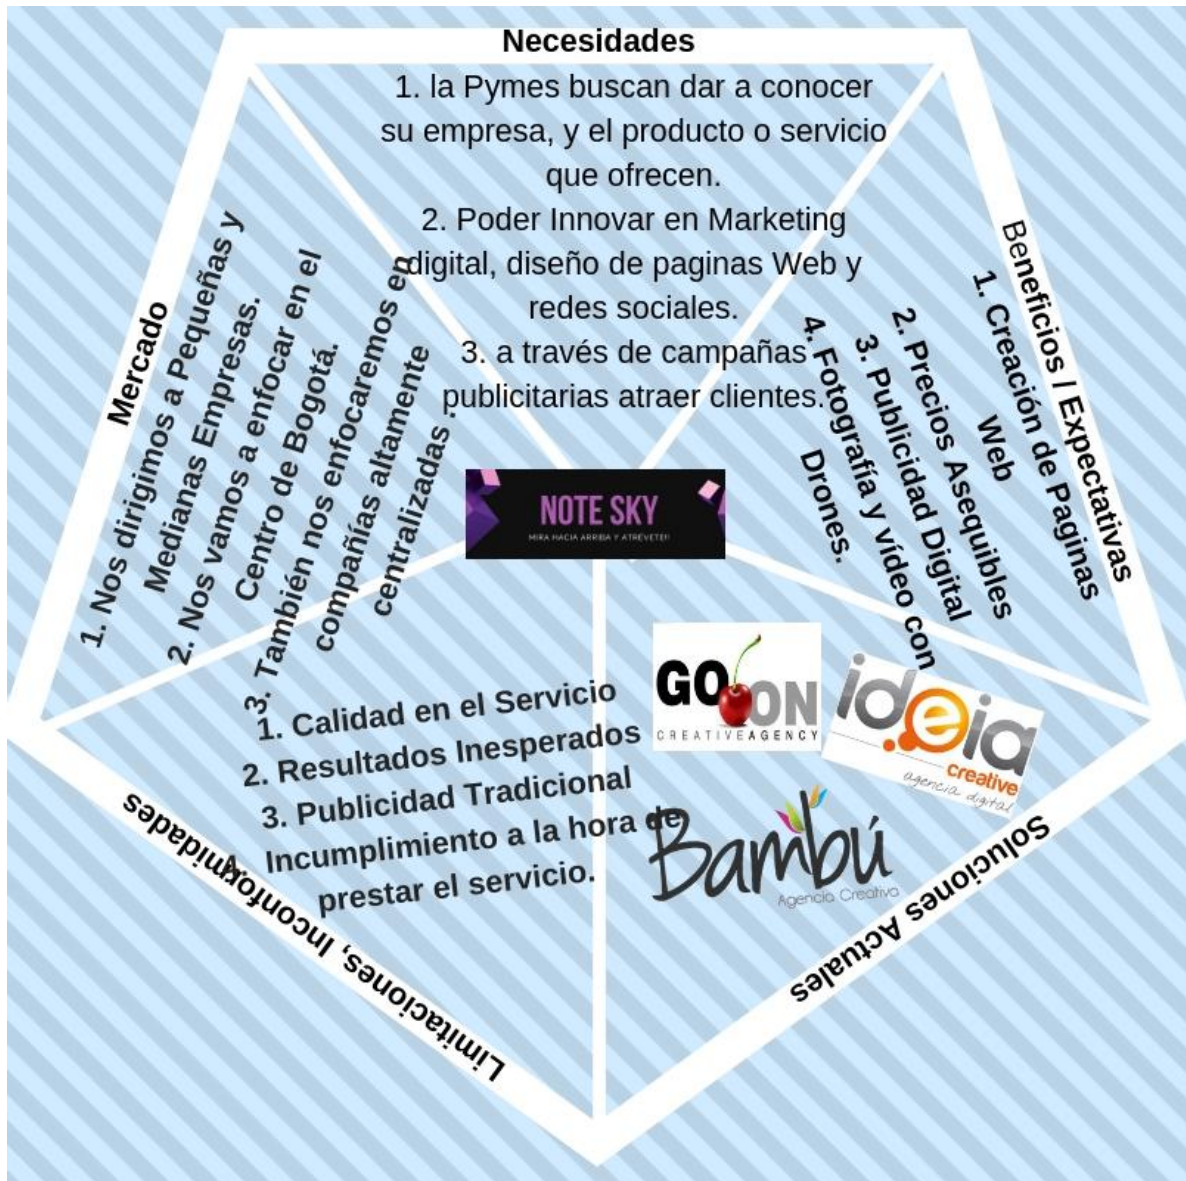 Necesidades
1. la Pymes buscan dar a conocer
su empresa, y el producto o servicio
que ofrecen.
2. Poder Innovar en Marketing
digital, diseño de paginas Web y
redes sociales.
3. a través de campañas
publicitarias atraer clientes.
Beneficios / Expectativas
1. Creación de Paginas
Web
2. Precios Asequibles
3. Publicidad Digital
4. Fotografía y vídeo con
Drones.
Mercado
1. Nos dirigimos a Pequeñas y
Medianas Empresas.
2. Nos vamos a enfocar en el
Centro de Bogotá.
3. También nos enfocaremos en
compañías altamente
centralizadas .
NOTE SKY
MIRA HACIA ARRIBA Y ATREVETE!!
1. Calidad en el Servicio
2. Resultados Inesperados
3. Publicidad Tradicional
4. Incumplimiento a la hora de
prestar el servicio.
Limitaciones, Inconformidades
GO ON
CREATIVEAGENCY
ideia
creative
agencia digital
Bambú
Agencia Creativa
Soluciones Actuales